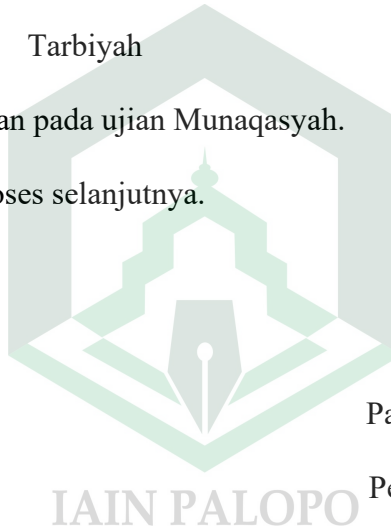 Tarbiyah
an pada ujian Munaqasyah.
oses selanjutnya.
Pa
Pe
IAIN PALOPO